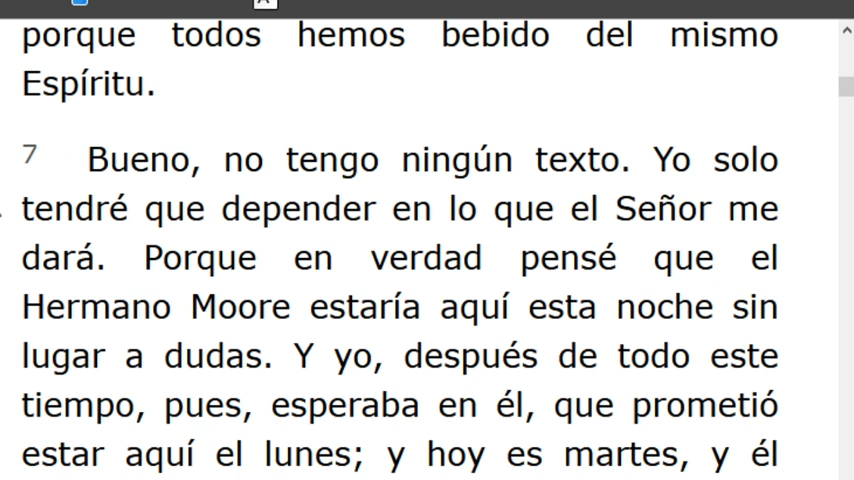 porque todos hemos bebido del mismo
Espíritu.
7 Bueno, no tengo ningún texto. Yo solo
tendré que depender en lo que el Señor me
dará. Porque en verdad pensé que el
Hermano Moore estaría aquí esta noche sin
lugar a dudas. Y yo, después de todo este
tiempo, pues, esperaba en él, que prometió
estar aquí el lunes; y hoy es martes, y él